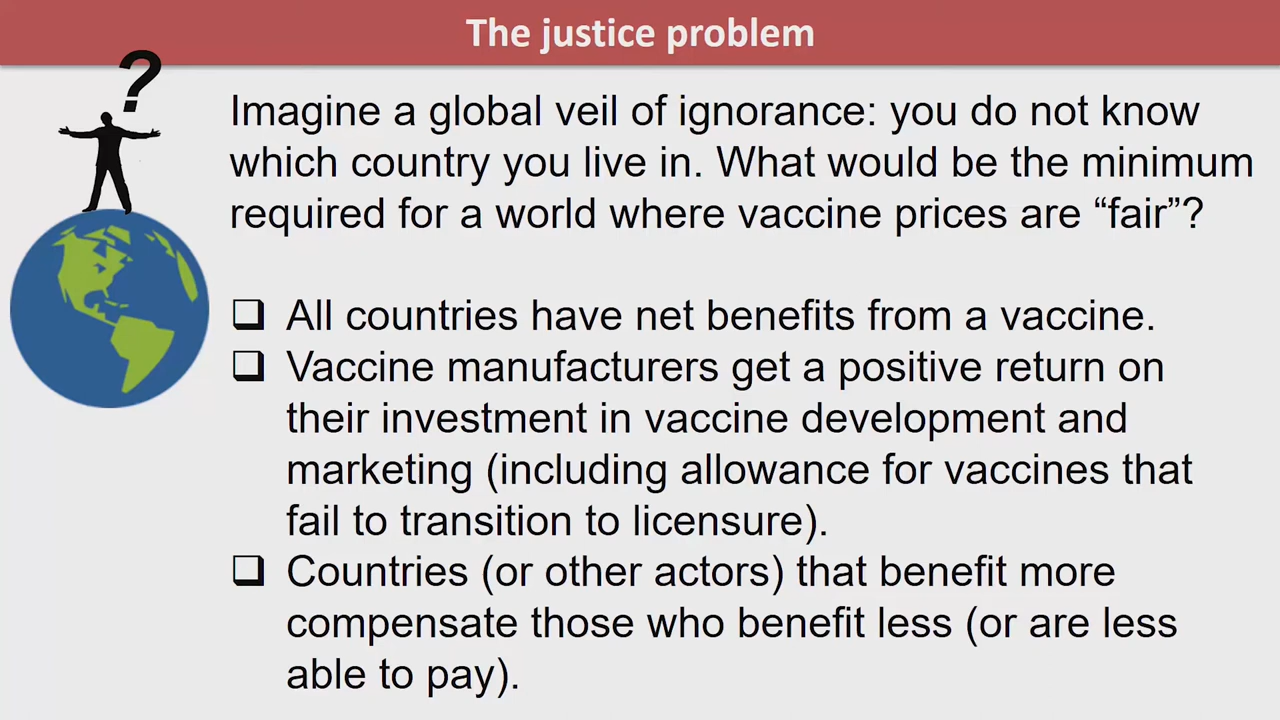 The justice problem
?
Imagine a global veil of ignorance: you do not know
which country you live in. What would be the minimum
required for a world where vaccine prices are “fair”?
❑ All countries have net benefits from a vaccine.
❑ Vaccine manufacturers get a positive return on
their investment in vaccine development and
marketing (including allowance for vaccines that
fail to transition to licensure).
❑ Countries (or other actors) that benefit more
compensate those who benefit less (or are less
able to pay).